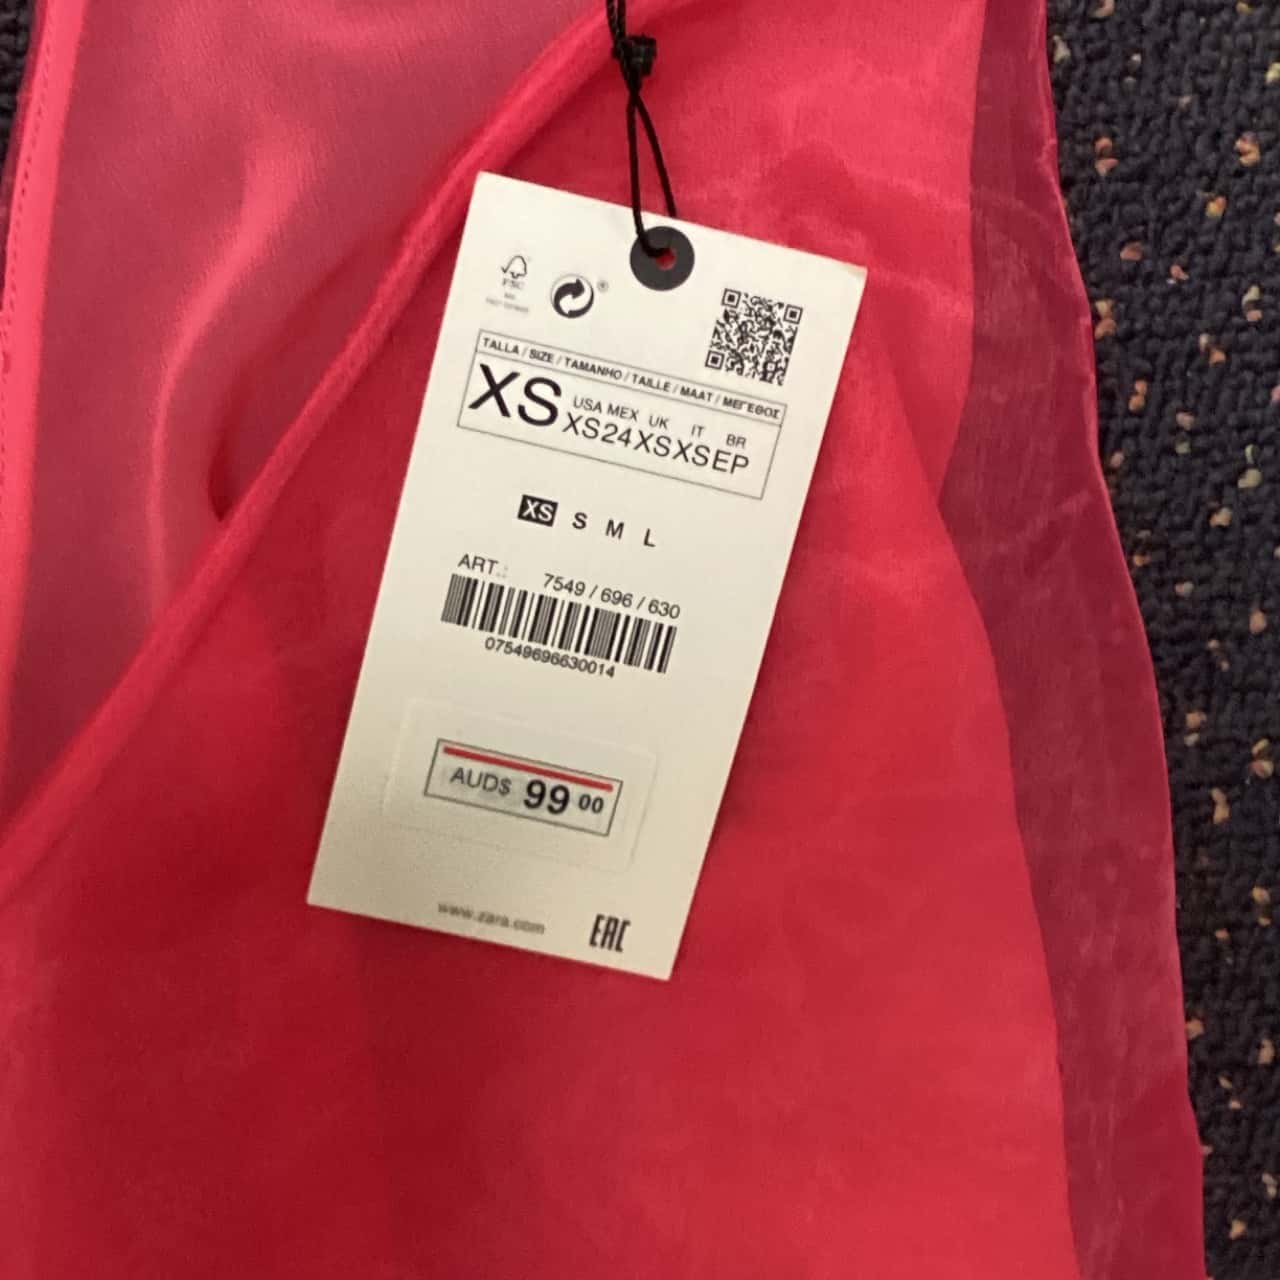 FSC
®
TALLA / SIZE / TAMANHO / TAILLE / MAAT / ΜΕΓΕΘΟΣ
XS
USA MEX UK IT BR
XS 24 XS XS EP
XS S M L
ART.: 7549 / 696 / 630
07549696630014
AUD$ 99 00
www.zara.com
EAC